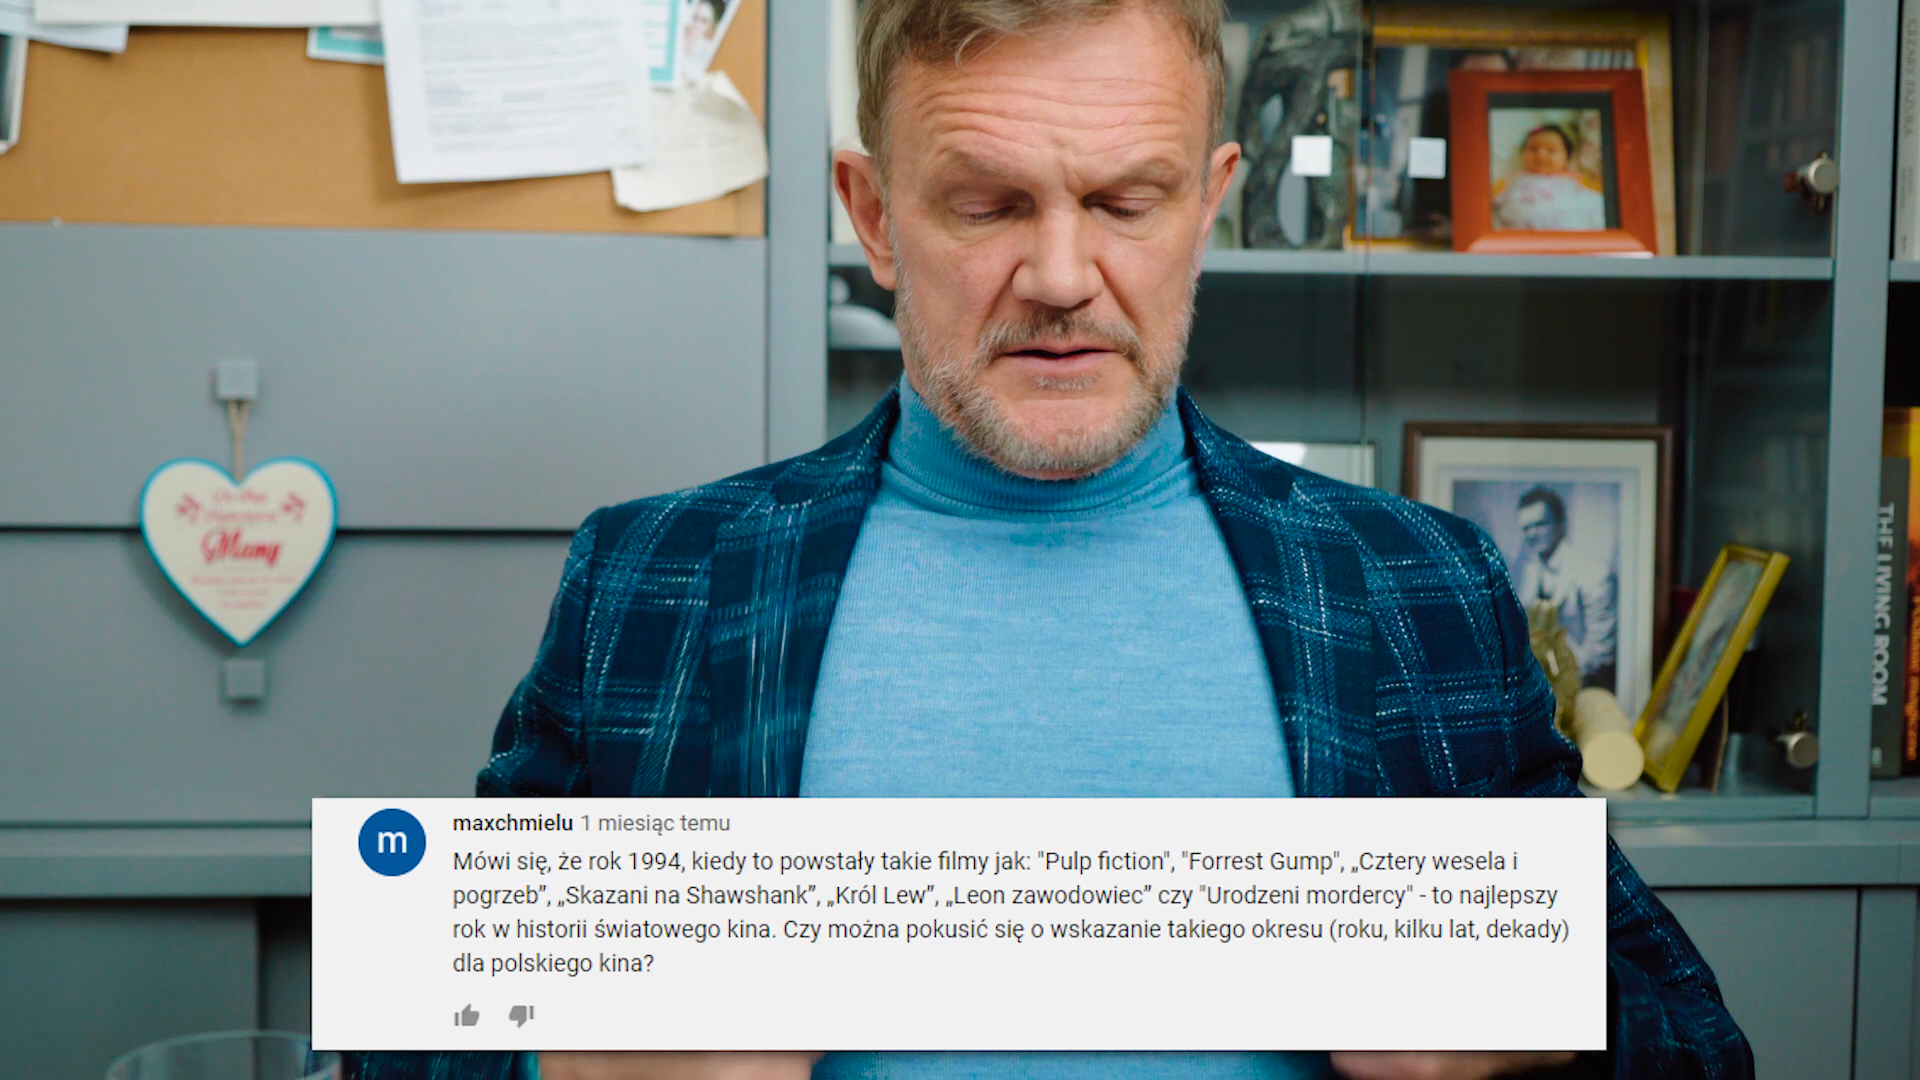 Mamy
THE LIVING ROOM
maxchmielu 1 miesiąc temu
Mówi się, że rok 1994, kiedy to powstały takie filmy jak: "Pulp fiction", "Forrest Gump", „Cztery wesela i
pogrzeb”, „Skazani na Shawshank”, „Król Lew”, „Leon zawodowiec” czy "Urodzeni mordercy" - to najlepszy
rok w historii światowego kina. Czy można pokusić się o wskazanie takiego okresu (roku, kilku lat, dekady)
dla polskiego kina?